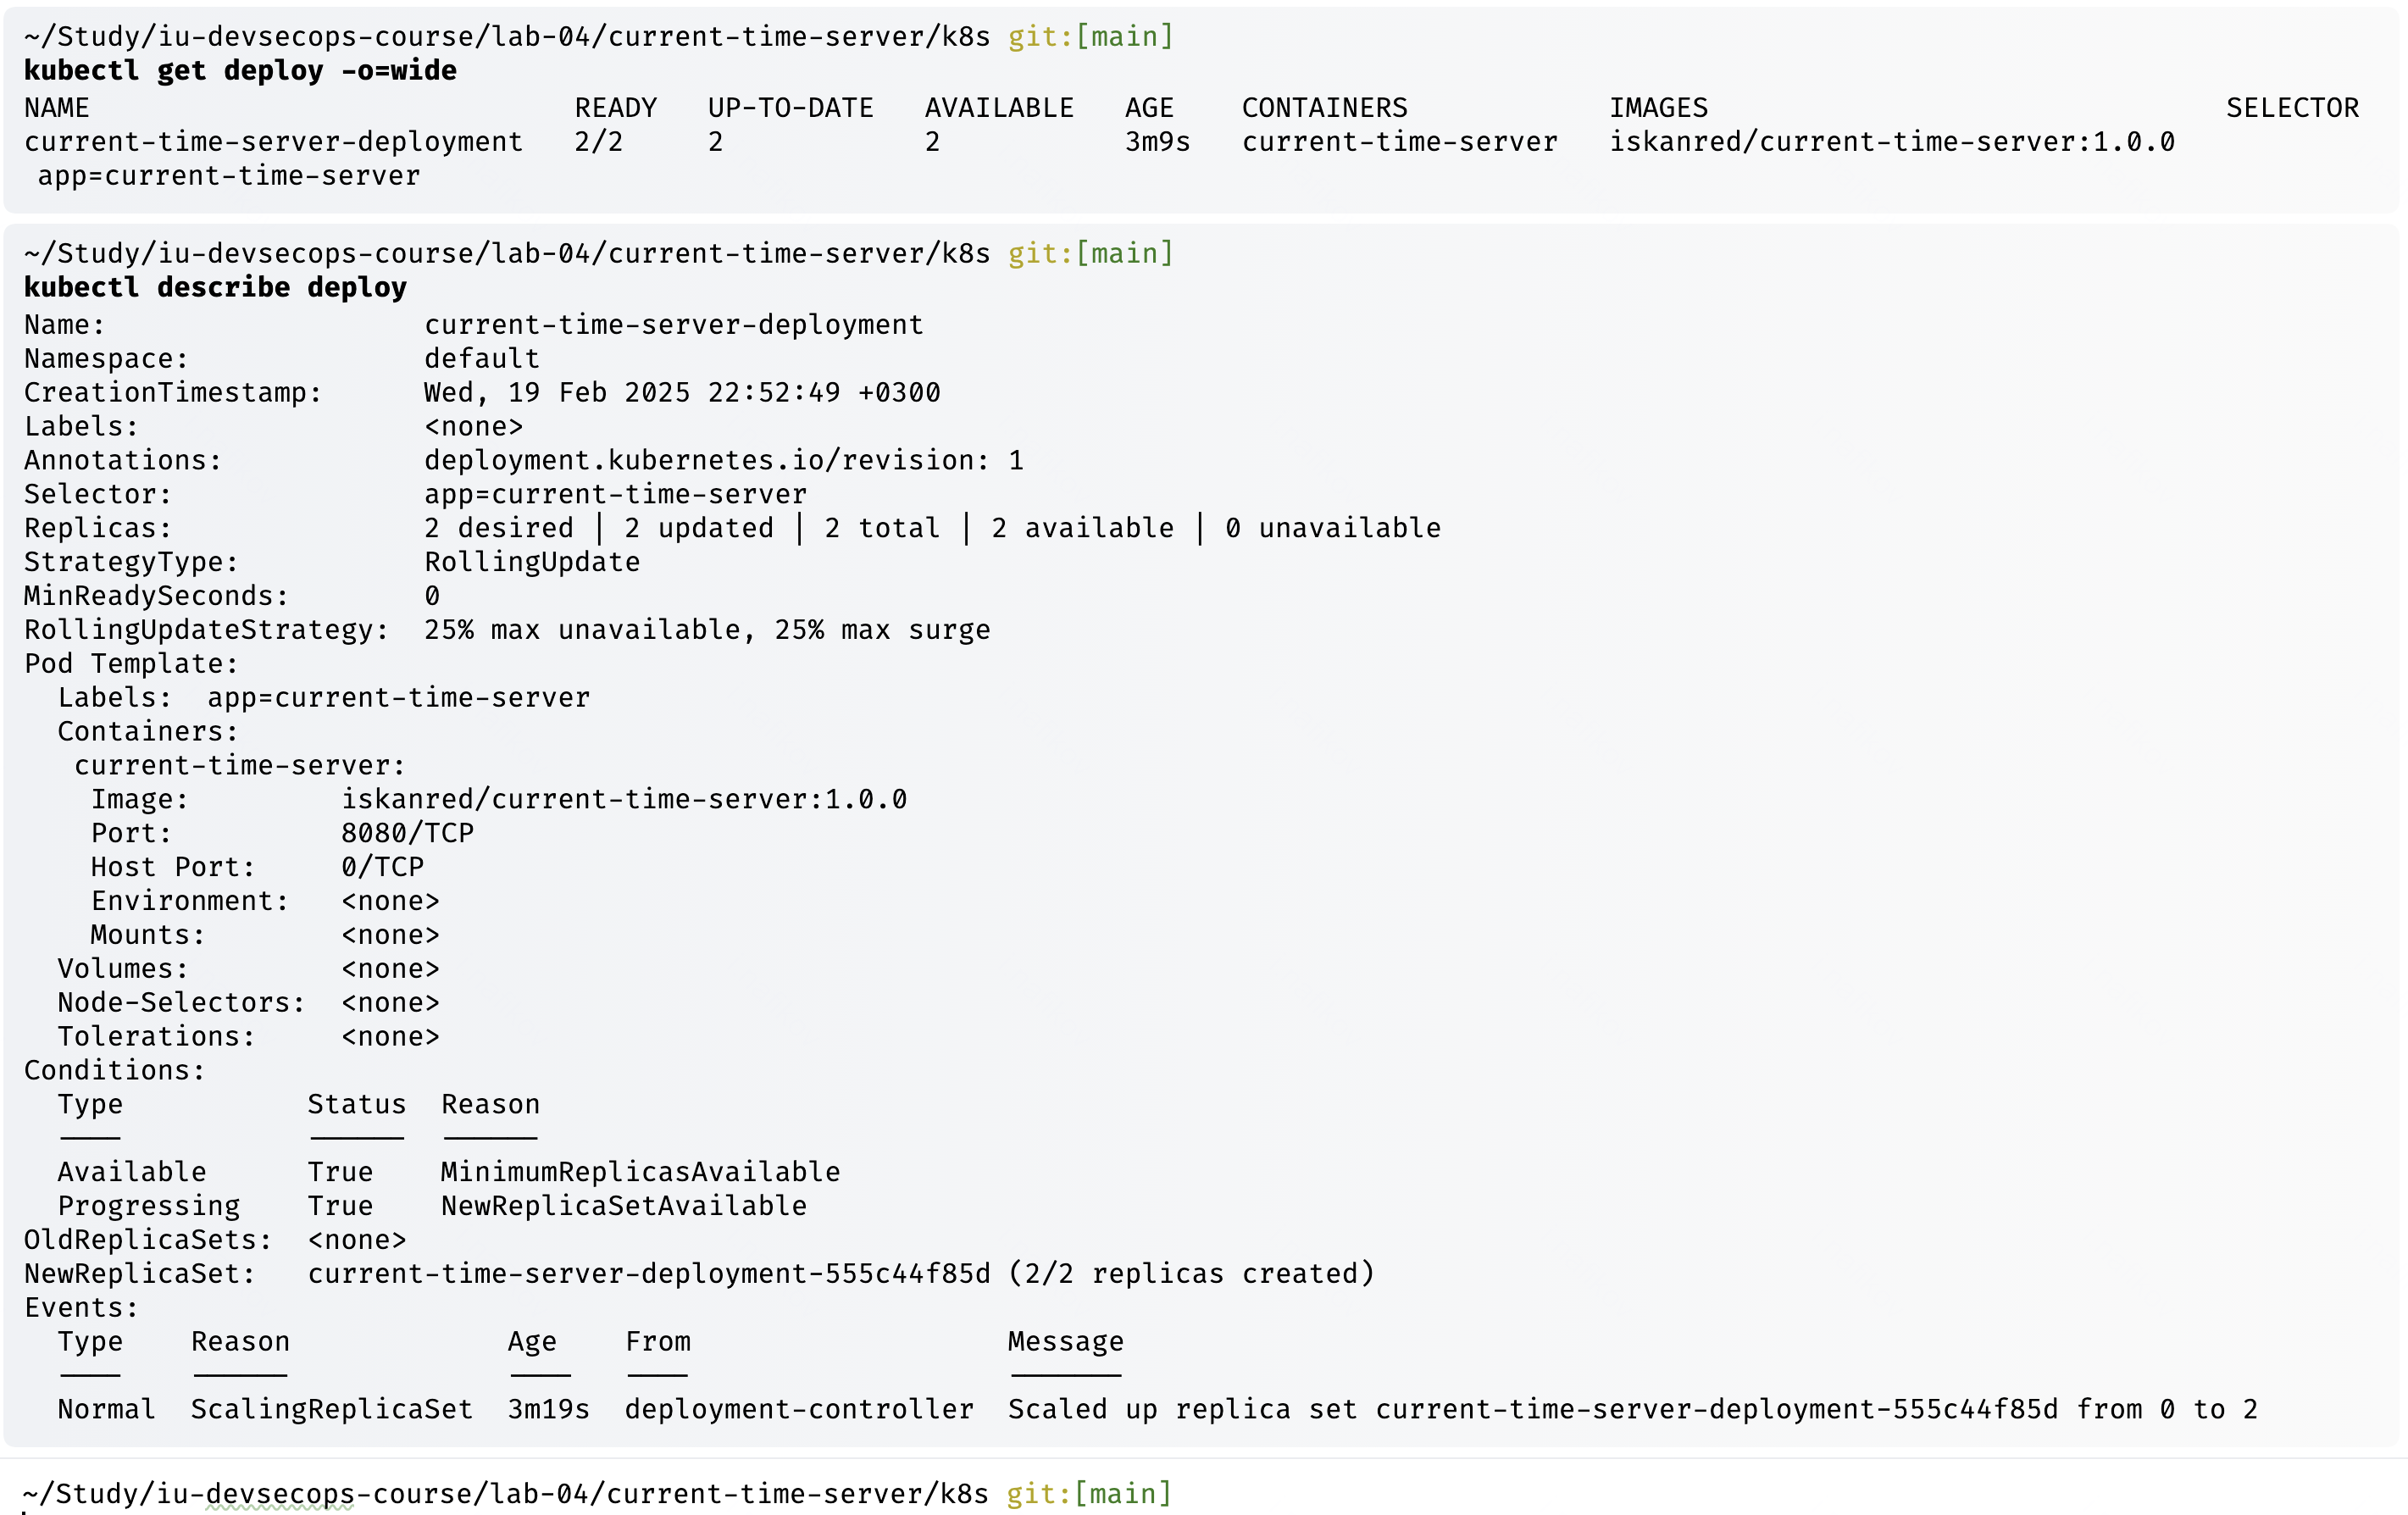 ~/Study/iu-devsecops-course/lab-04/current-time-server/k8s git:[main]
kubectl get deploy -o=wide
NAME                             READY   UP-TO-DATE   AVAILABLE   AGE    CONTAINERS            IMAGES                               SELECTOR
current-time-server-deployment   2/2     2            2           3m9s   current-time-server   iskanred/current-time-server:1.0.0
 app=current-time-server
~/Study/iu-devsecops-course/lab-04/current-time-server/k8s git:[main]
kubectl describe deploy
Name:                   current-time-server-deployment
Namespace:              default
CreationTimestamp:      Wed, 19 Feb 2025 22:52:49 +0300
Labels:                 <none>
Annotations:            deployment.kubernetes.io/revision: 1
Selector:               app=current-time-server
Replicas:               2 desired | 2 updated | 2 total | 2 available | 0 unavailable
StrategyType:           RollingUpdate
MinReadySeconds:        0
RollingUpdateStrategy:  25% max unavailable, 25% max surge
Pod Template:
  Labels:  app=current-time-server
  Containers:
   current-time-server:
    Image:         iskanred/current-time-server:1.0.0
    Port:          8080/TCP
    Host Port:     0/TCP
    Environment:   <none>
    Mounts:        <none>
  Volumes:         <none>
  Node-Selectors:  <none>
  Tolerations:     <none>
Conditions:
  Type           Status  Reason
  ----           ------  ------
  Available      True    MinimumReplicasAvailable
  Progressing    True    NewReplicaSetAvailable
OldReplicaSets:  <none>
NewReplicaSet:   current-time-server-deployment-555c44f85d (2/2 replicas created)
Events:
  Type    Reason             Age    From                   Message
  ----    ------             ----   ----                   -------
  Normal  ScalingReplicaSet  3m19s  deployment-controller  Scaled up replica set current-time-server-deployment-555c44f85d from 0 to 2
~/Study/iu-devsecops-course/lab-04/current-time-server/k8s git:[main]